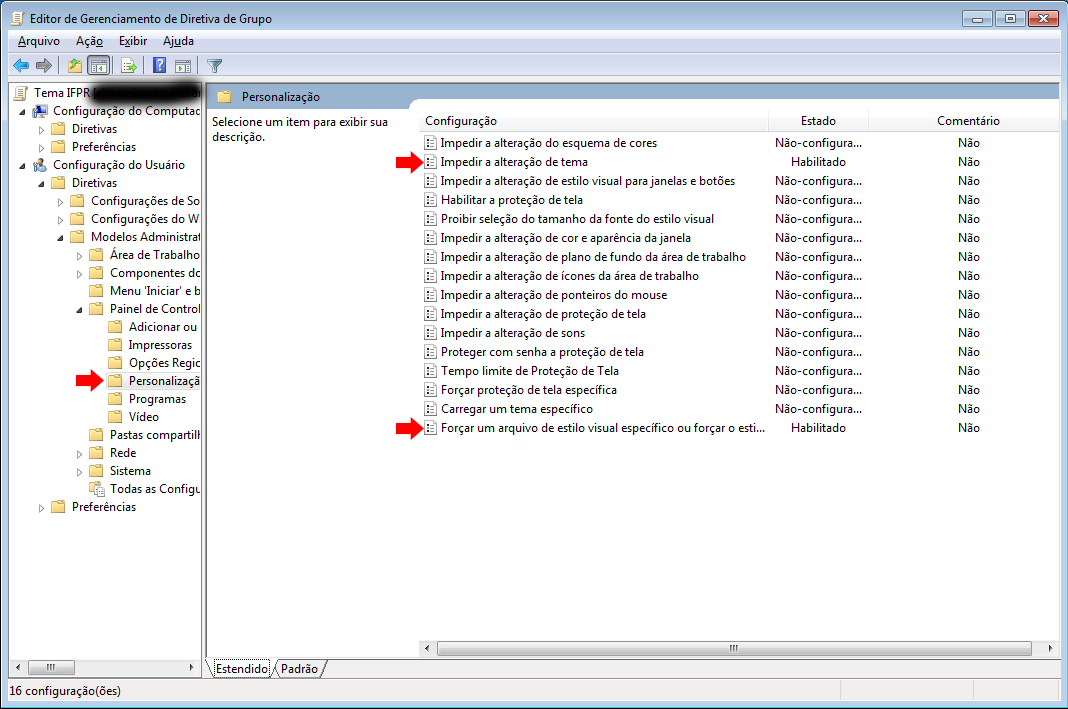 Editor de Gerenciamento de Diretiva de Grupo
Arquivo Ação Exibir Ajuda
Tema IFPR
Configuração do Computac
Diretivas
Preferências
Configuração do Usuário
Diretivas
Configurações de So
Configurações do W
Modelos Administrat
Área de Trabalho
Componentes do
Menu 'Iniciar' e b
Painel de Control
Adicionar ou
Impressoras
Opções Regic
Personalizaçã
Programas
Vídeo
Pastas compartilh
Rede
Sistema
Todas as Configu
Preferências
Personalização
Selecione um item para exibir sua
descrição.
Configuração Estado Comentário
Impedir a alteração do esquema de cores Não-configura... Não
Impedir a alteração de tema Habilitado Não
Impedir a alteração de estilo visual para janelas e botões Não-configura... Não
Habilitar a proteção de tela Não-configura... Não
Proibir seleção do tamanho da fonte do estilo visual Não-configura... Não
Impedir a alteração de cor e aparência da janela Não-configura... Não
Impedir a alteração de plano de fundo da área de trabalho Não-configura... Não
Impedir a alteração de ícones da área de trabalho Não-configura... Não
Impedir a alteração de ponteiros do mouse Não-configura... Não
Impedir a alteração de proteção de tela Não-configura... Não
Impedir a alteração de sons Não-configura... Não
Proteger com senha a proteção de tela Não-configura... Não
Tempo limite de Proteção de Tela Não-configura... Não
Forçar proteção de tela específica Não-configura... Não
Carregar um tema específico Não-configura... Não
Forçar um arquivo de estilo visual específico ou forçar o esti... Habilitado Não
Estendido Padrão
16 configuração(ões)